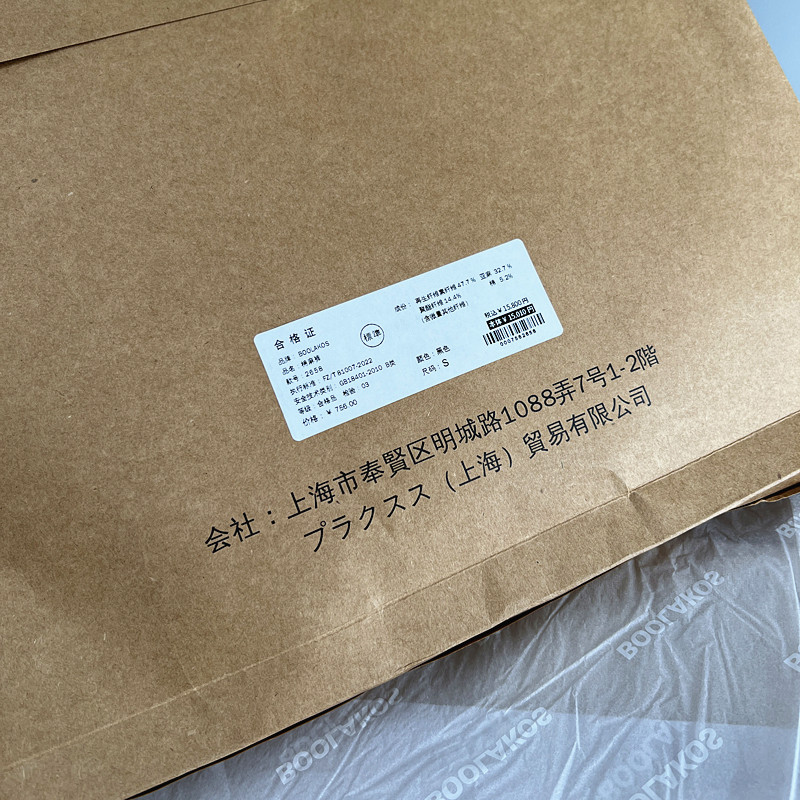 合格证
標準
品牌：BOOLAKOS
品名：棉麻裤
款号：2658
执行标准：FZ/T 81007-2022
安全技术类别 GB18401-2010 B类
等级：合格品 检验：03
价格：￥ 756.00
成份：再生纤维素纤维 47.7% 亚麻 32.7%
聚酯纤维 14.4% 棉 5.2%
(含微量其他纤维)
颜色：黑色
尺码：S
税込 ￥15,800円
本体 ￥15,010円
0007692658
会社：上海市奉賢区明城路1088弄7号1-2階
プラクスス（上海）貿易有限公司
BOOLAKOS
BOOLAKOS
BOOLAKOS
BOOLAKOS